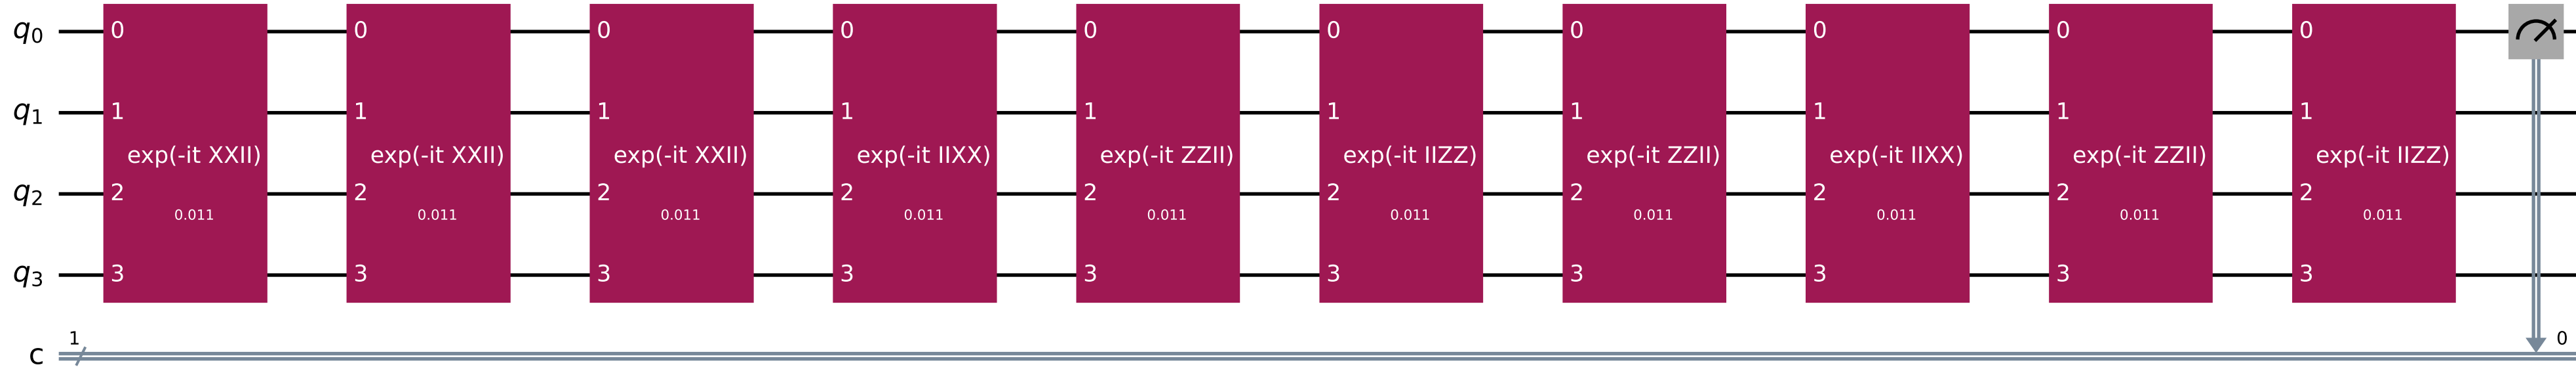 q0 0 0 0 0 0 0 0 0 0 0
q1 1 1 1 1 1 1 1 1 1 1
exp(-it XXII) exp(-it XXII) exp(-it XXII) exp(-it IIXX) exp(-it ZZII) exp(-it IIZZ) exp(-it ZZII) exp(-it IIXX) exp(-it ZZII) exp(-it IIZZ)
q2 2 2 2 2 2 2 2 2 2 2
0.011 0.011 0.011 0.011 0.011 0.011 0.011 0.011 0.011 0.011
q3 3 3 3 3 3 3 3 3 3 3
1 0
c